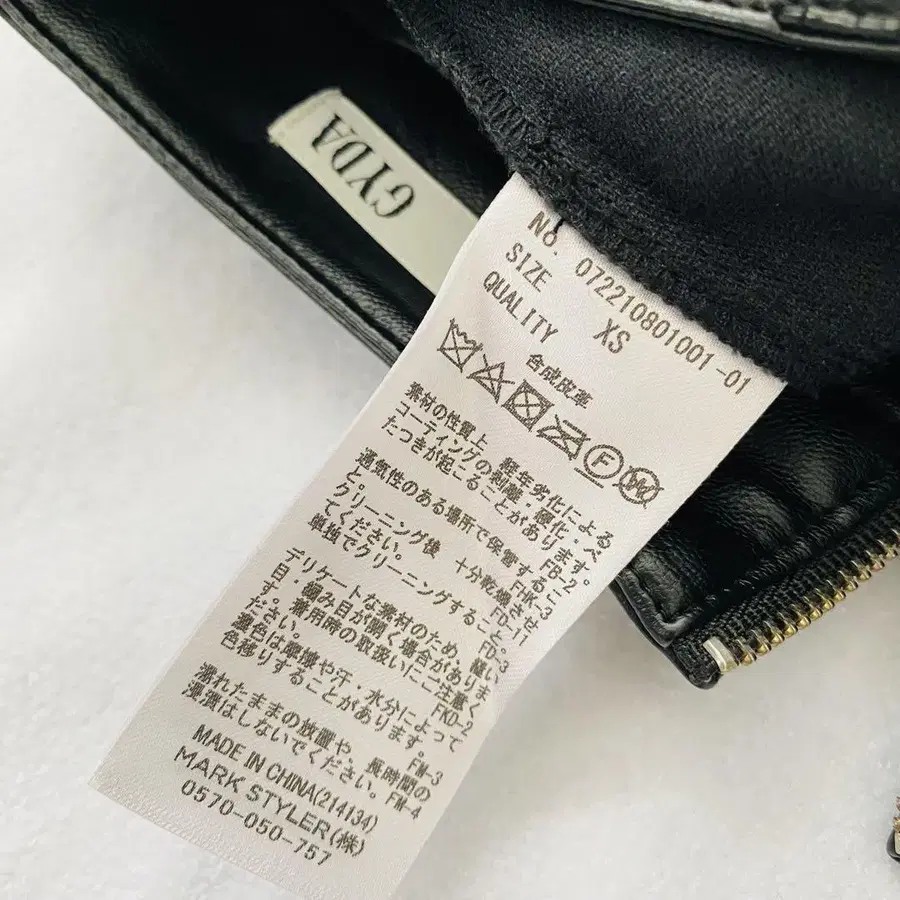 GYDA
No. 072210801001-01
SIZE XS
QUALITY
合成皮革
F W
素材の性質上 経年劣化による
コーティングの剥離・硬化・べ
たつきが起こることがあります。
FB-2
通気性のある場所で保管するこ
と。 FHK-3
クリーニング後 十分乾燥させ
てください。 FD-11
単独でクリーニングすること。
FD-3
デリケートな素材のため、縫い
目・編み目が開く場合がありま
す。着用時の取扱いにご注意く
ださい。 FKD-2
濃色は摩擦や汗・水分によって
色移りすることがあります。
FW-3
濡れたままの放置や、長時間の
浸漬はしないでください。FW-4
MADE IN CHINA(214134)
MARK STYLER(株)
0570-050-757